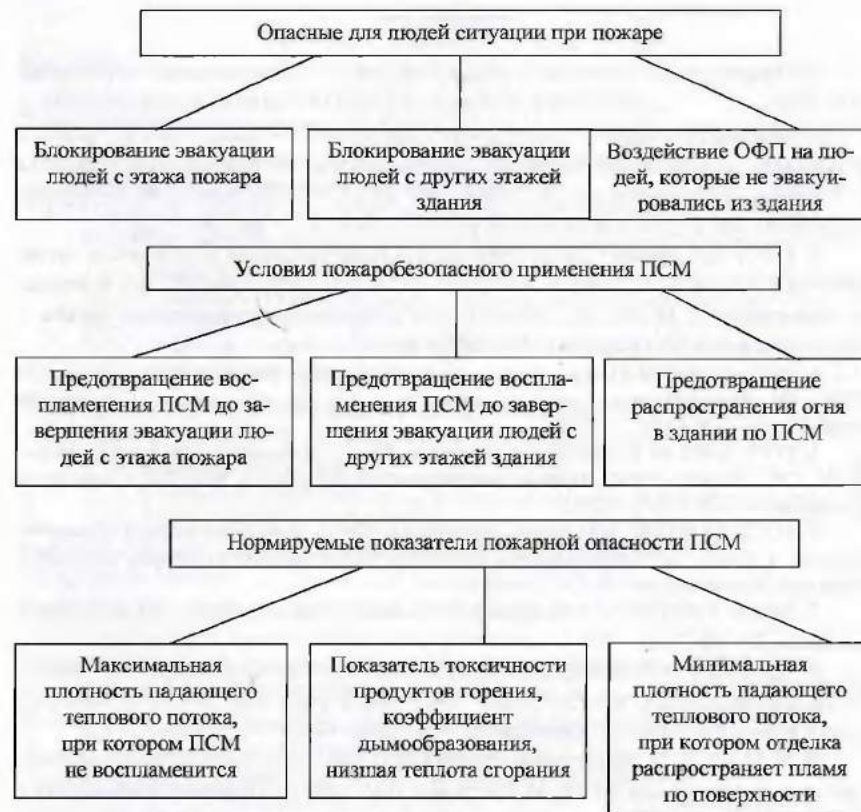 Опасные для людей ситуации при пожаре
Блокирование эвакуации
людей с этажа пожара
Блокирование эвакуации
людей с других этажей
здания
Воздействие ОФП на лю-
дей, которые не эвакуи-
ровались из здания
Условия пожаробезопасного применения ПСМ
Предотвращение вос-
пламенения ПСМ до за-
вершения эвакуации лю-
дей с этажа пожара
Предотвращение воспла-
менения ПСМ до завер-
шения эвакуации людей с
других этажей здания
Предотвращение
распространения огня
в здании по ПСМ
Нормируемые показатели пожарной опасности ПСМ
Максимальная
плотность падающего
теплового потока,
при котором ПСМ
не воспламенится
Показатель токсичности
продуктов горения,
коэффициент
дымообразования,
низшая теплота сгорания
Минимальная
плотность падающего
теплового потока,
при котором отделка
распространяет пламя
по поверхности